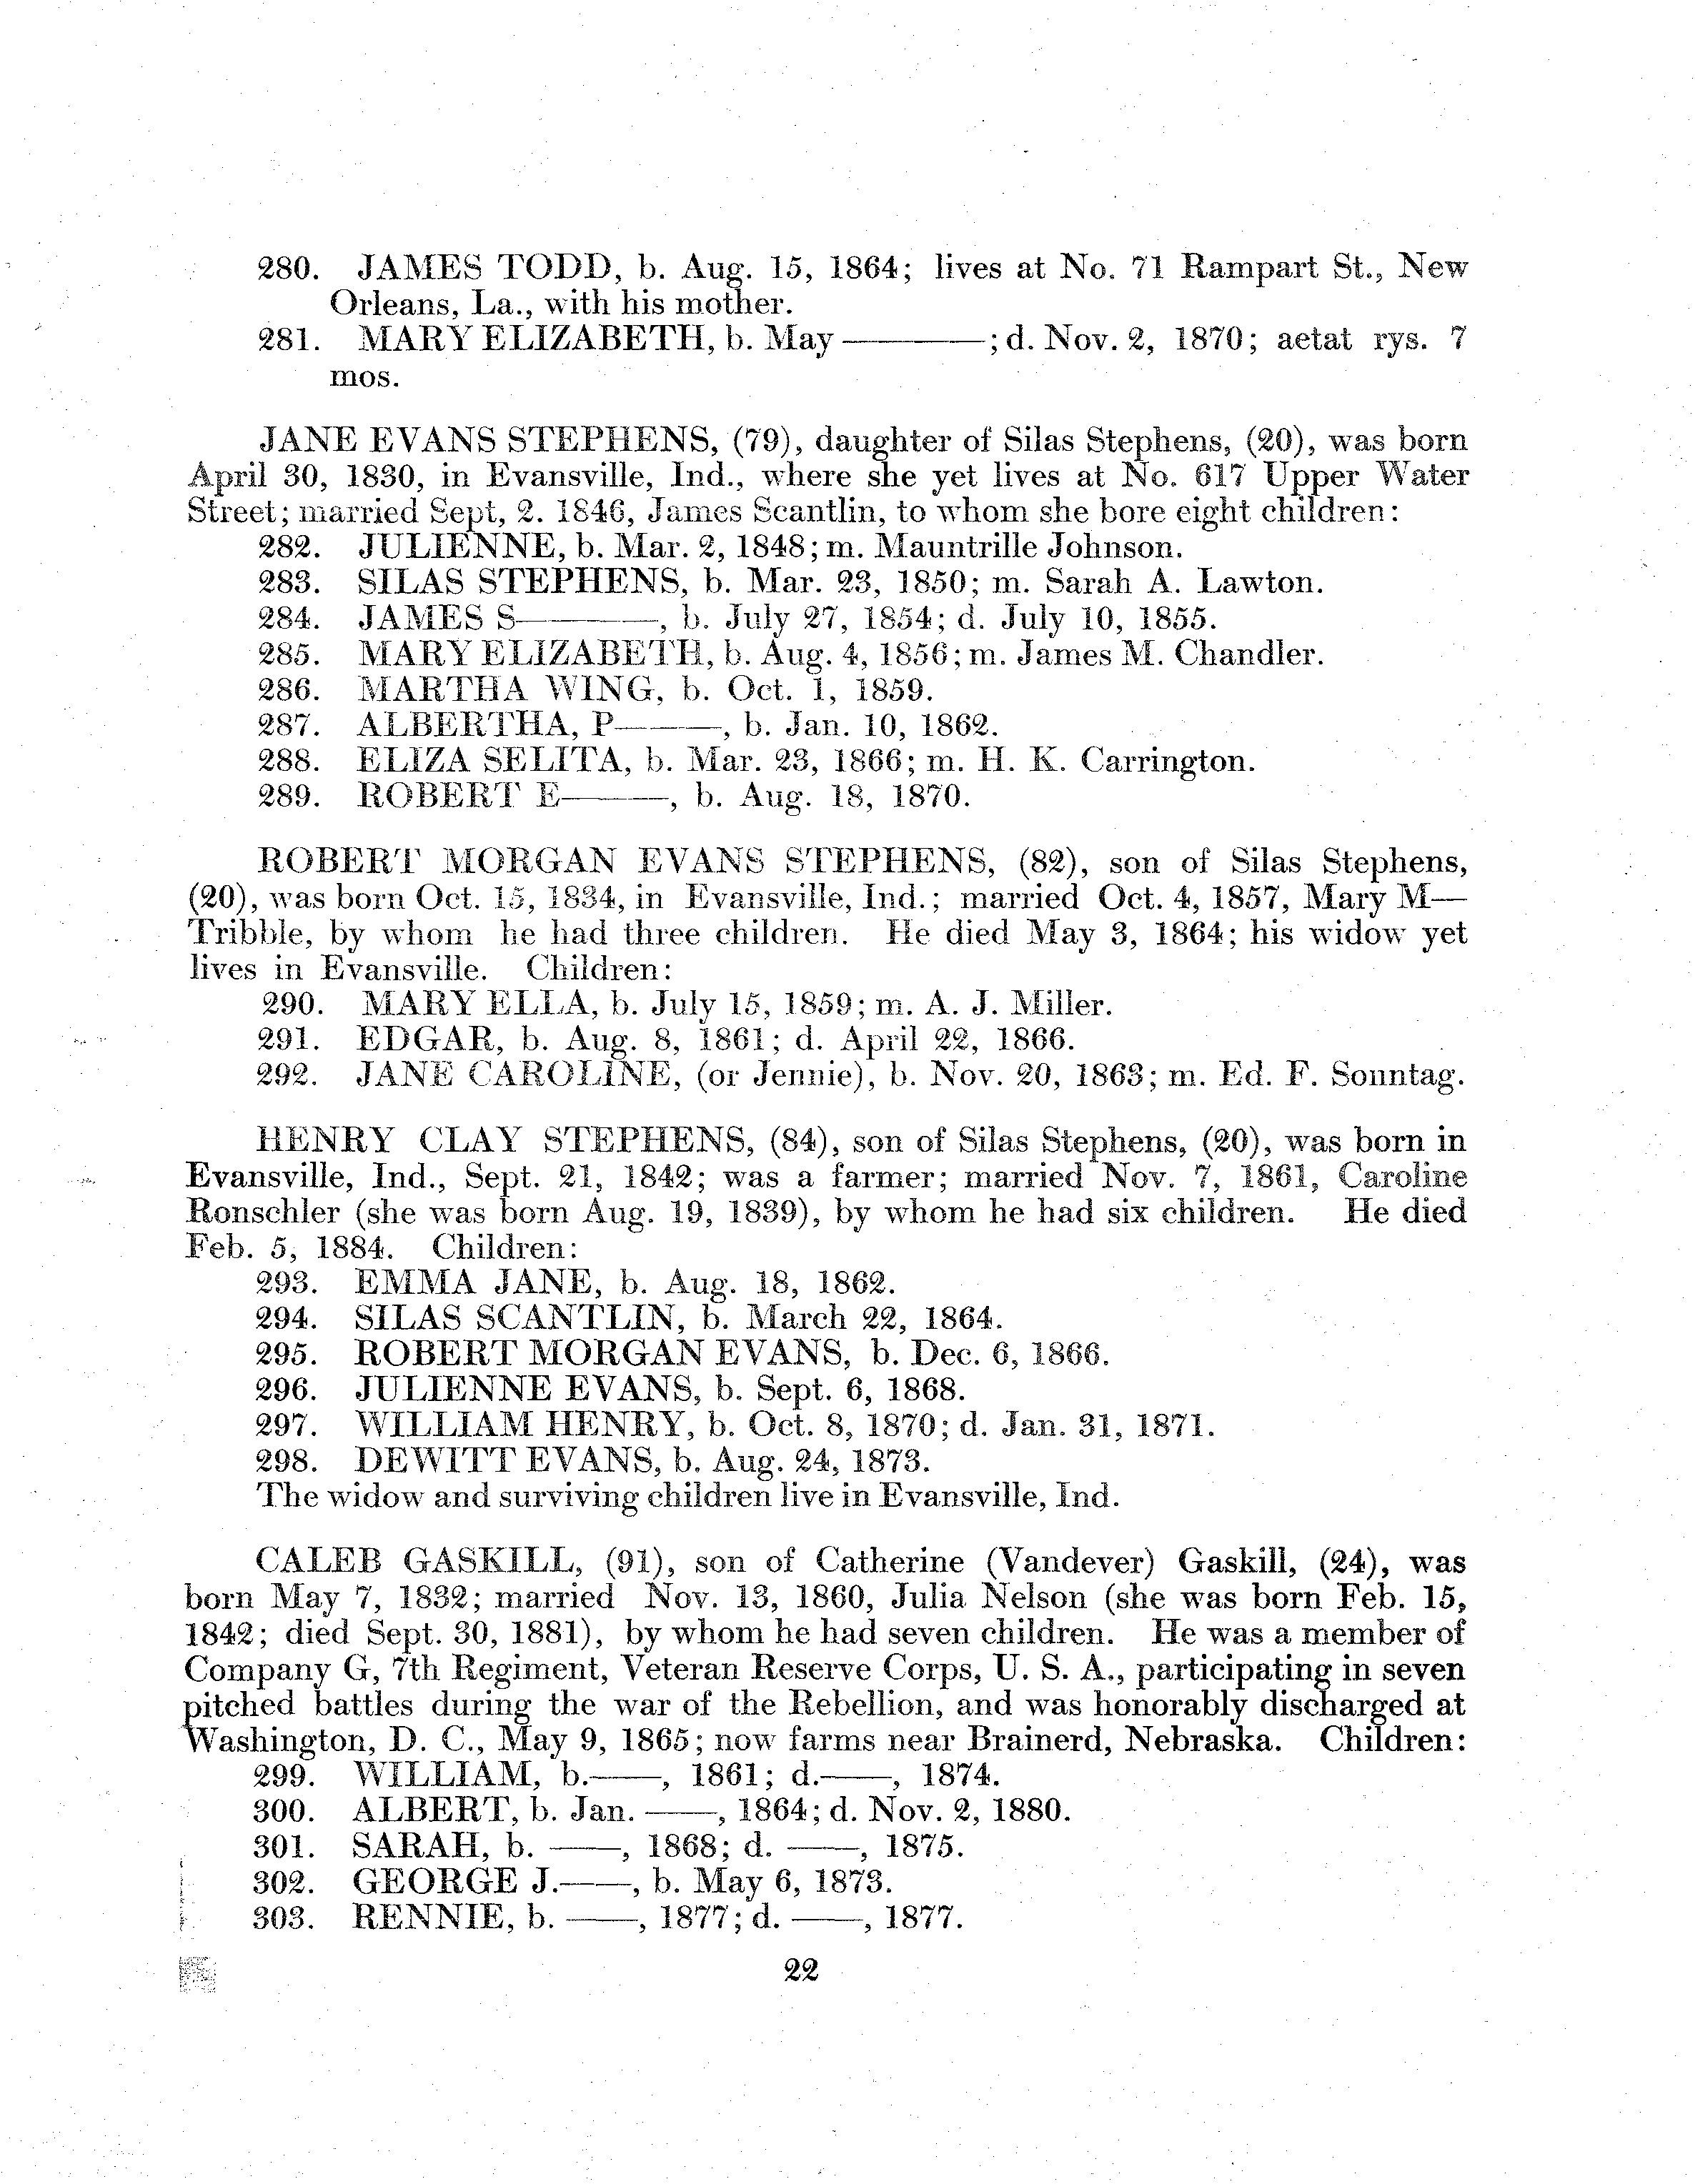 280. JAMES TODD, b. Aug. 15, 1864; lives at No. 71 Rampart St., New
Orleans, La., with his mother.
281. MARY ELIZABETH, b. May ————; d. Nov. 2, 1870; aetat rys. 7
mos.
JANE EVANS STEPHENS, (79), daughter of Silas Stephens, (20), was born
April 30, 1830, in Evansville, Ind., where she yet lives at No. 617 Upper Water
Street; married Sept, 2. 1846, James Scantlin, to whom she bore eight children:
282. JULIENNE, b. Mar. 2, 1848; m. Mauntrille Johnson.
283. SILAS STEPHENS, b. Mar. 23, 1850; m. Sarah A. Lawton.
284. JAMES S————, b. July 27, 1854; d. July 10, 1855.
285. MARY ELIZABETH, b. Aug. 4, 1856; m. James M. Chandler.
286. MARTHA WING, b. Oct. 1, 1859.
287. ALBERTHA, P———, b. Jan. 10, 1862.
288. ELIZA SELITA, b. Mar. 23, 1866; m. H. K. Carrington.
289. ROBERT E———, b. Aug. 18, 1870.
ROBERT MORGAN EVANS STEPHENS, (82), son of Silas Stephens,
(20), was born Oct. 15, 1834, in Evansville, Ind.; married Oct. 4, 1857, Mary M—
Tribble, by whom he had three children. He died May 3, 1864; his widow yet
lives in Evansville. Children:
290. MARY ELLA, b. July 15, 1859; m. A. J. Miller.
291. EDGAR, b. Aug. 8, 1861; d. April 22, 1866.
292. JANE CAROLINE, (or Jennie), b. Nov. 20, 1863; m. Ed. F. Sonntag.
HENRY CLAY STEPHENS, (84), son of Silas Stephens, (20), was born in
Evansville, Ind., Sept. 21, 1842; was a farmer; married Nov. 7, 1861, Caroline
Ronschler (she was born Aug. 19, 1839), by whom he had six children. He died
Feb. 5, 1884. Children:
293. EMMA JANE, b. Aug. 18, 1862.
294. SILAS SCANTLIN, b. March 22, 1864.
295. ROBERT MORGAN EVANS, b. Dec. 6, 1866.
296. JULIENNE EVANS, b. Sept. 6, 1868.
297. WILLIAM HENRY, b. Oct. 8, 1870; d. Jan. 31, 1871.
298. DEWITT EVANS, b. Aug. 24, 1873.
The widow and surviving children live in Evansville, Ind.
CALEB GASKILL, (91), son of Catherine (Vandever) Gaskill, (24), was
born May 7, 1832; married Nov. 13, 1860, Julia Nelson (she was born Feb. 15,
1842; died Sept. 30, 1881), by whom he had seven children. He was a member of
Company G, 7th Regiment, Veteran Reserve Corps, U. S. A., participating in seven
pitched battles during the war of the Rebellion, and was honorably discharged at
Washington, D. C., May 9, 1865; now farms near Brainerd, Nebraska. Children:
299. WILLIAM, b.——, 1861; d.——, 1874.
300. ALBERT, b. Jan. ——, 1864; d. Nov. 2, 1880.
301. SARAH, b. ——, 1868; d. ——, 1875.
302. GEORGE J.——, b. May 6, 1873.
303. RENNIE, b. ——, 1877; d. ——, 1877.
22